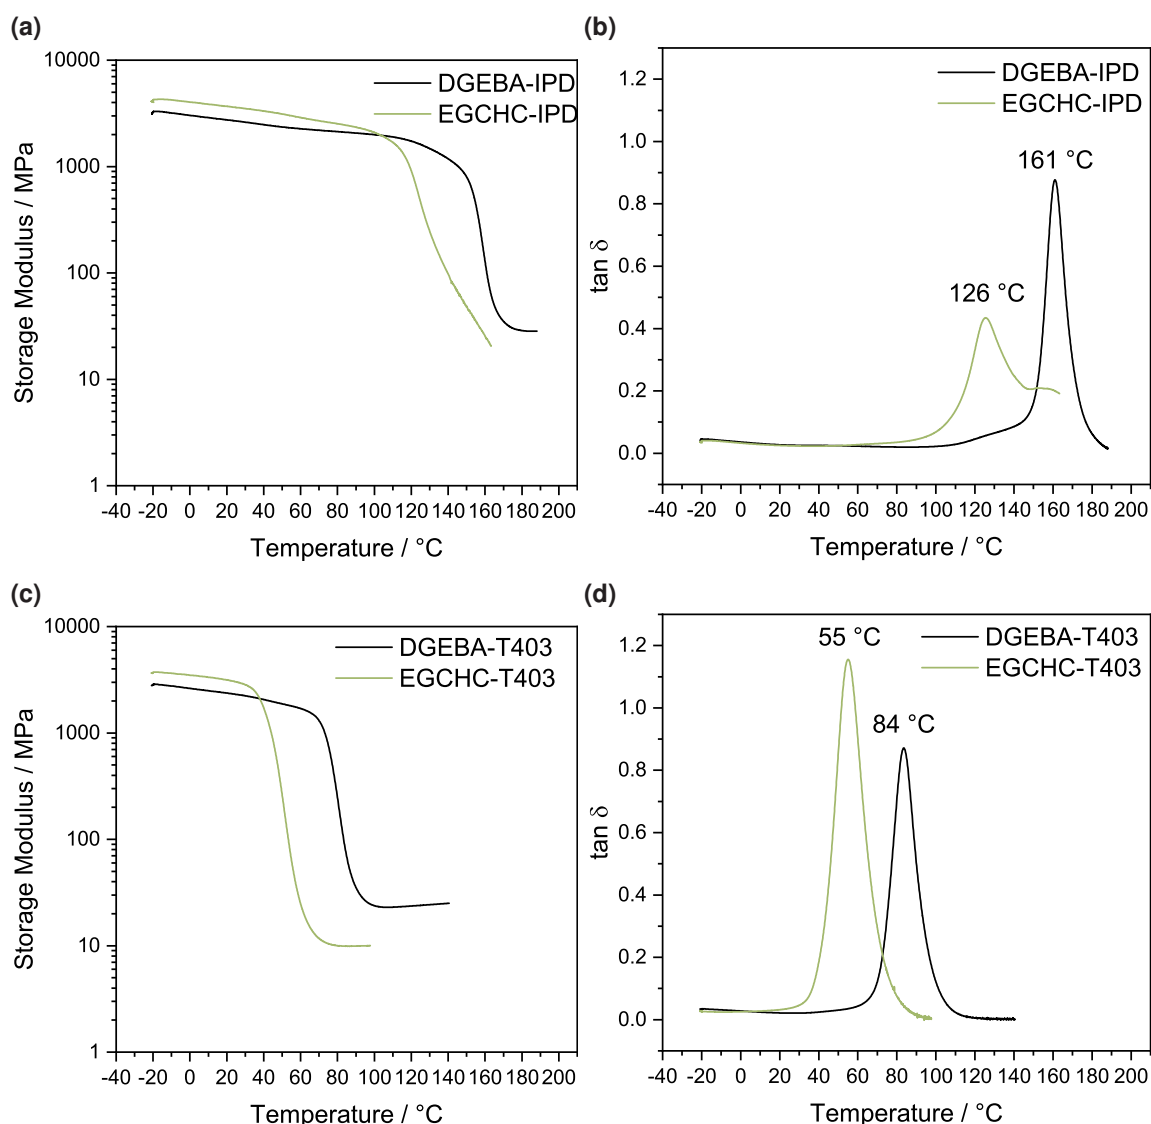 (a)
10000
1000
100
10
1
Storage Modulus / MPa
DGEBA-IPD
EGCHC-IPD
-40 -20 0 20 40 60 80 100 120 140 160 180 200
Temperature / °C
(b)
1.2
1.0
0.8
0.6
0.4
0.2
0.0
tan δ
DGEBA-IPD
EGCHC-IPD
161 °C
126 °C
-40 -20 0 20 40 60 80 100 120 140 160 180 200
Temperature / °C
(c)
10000
1000
100
10
1
Storage Modulus / MPa
DGEBA-T403
EGCHC-T403
-40 -20 0 20 40 60 80 100 120 140 160 180 200
Temperature / °C
(d)
1.2
1.0
0.8
0.6
0.4
0.2
0.0
tan δ
DGEBA-T403
EGCHC-T403
55 °C
84 °C
-40 -20 0 20 40 60 80 100 120 140 160 180 200
Temperature / °C